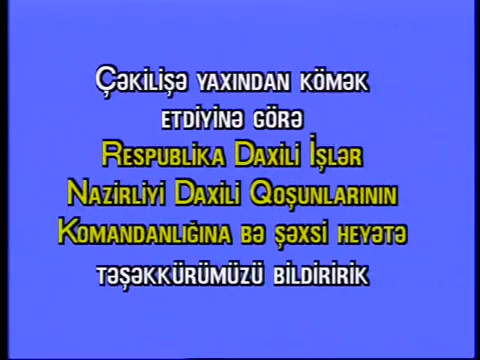 Çəkilişə yaxından kömək
etdiyinə görə
Respublika Daxili İşlər
Nazirliyi Daxili Qoşunlarının
Komandanlığına bə şəxsi heyətə
təşəkkürümüzü bildiririk